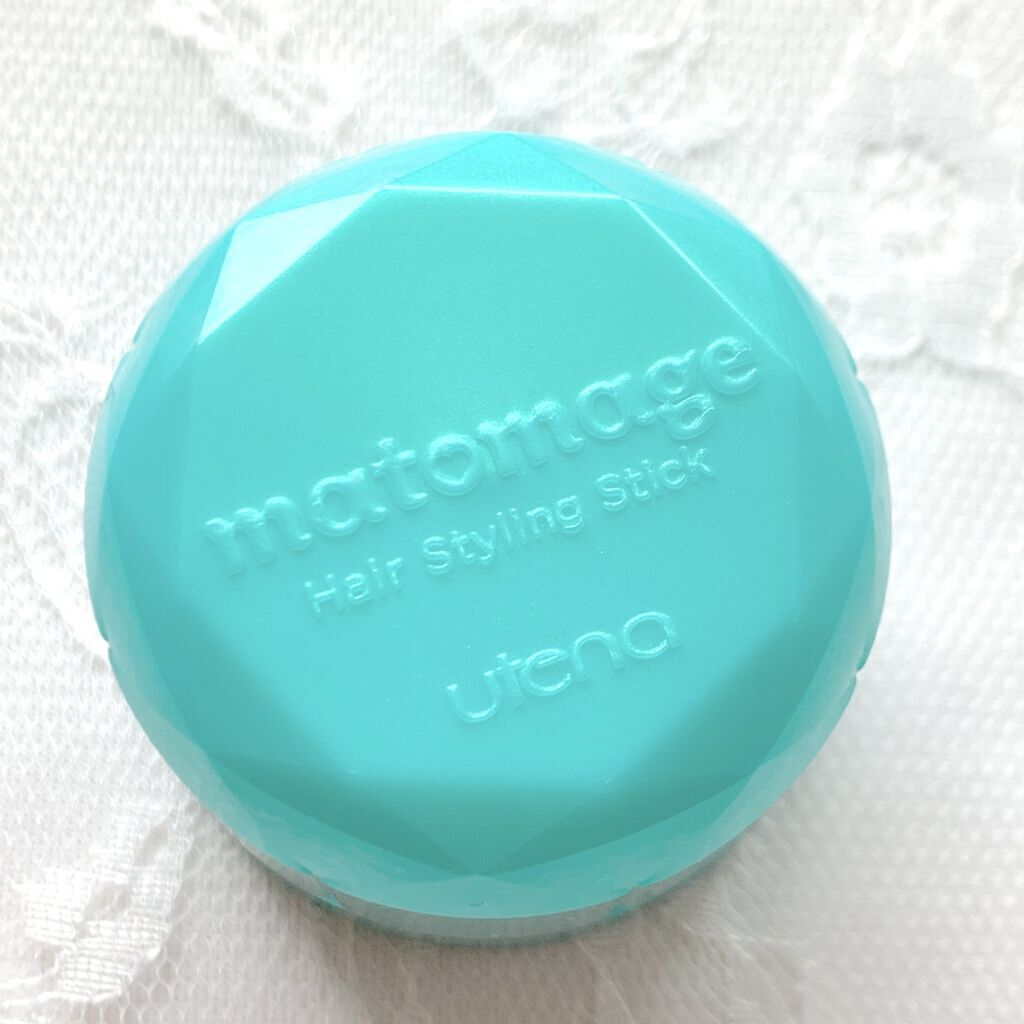 matomage
Hair Styling Stick
utena